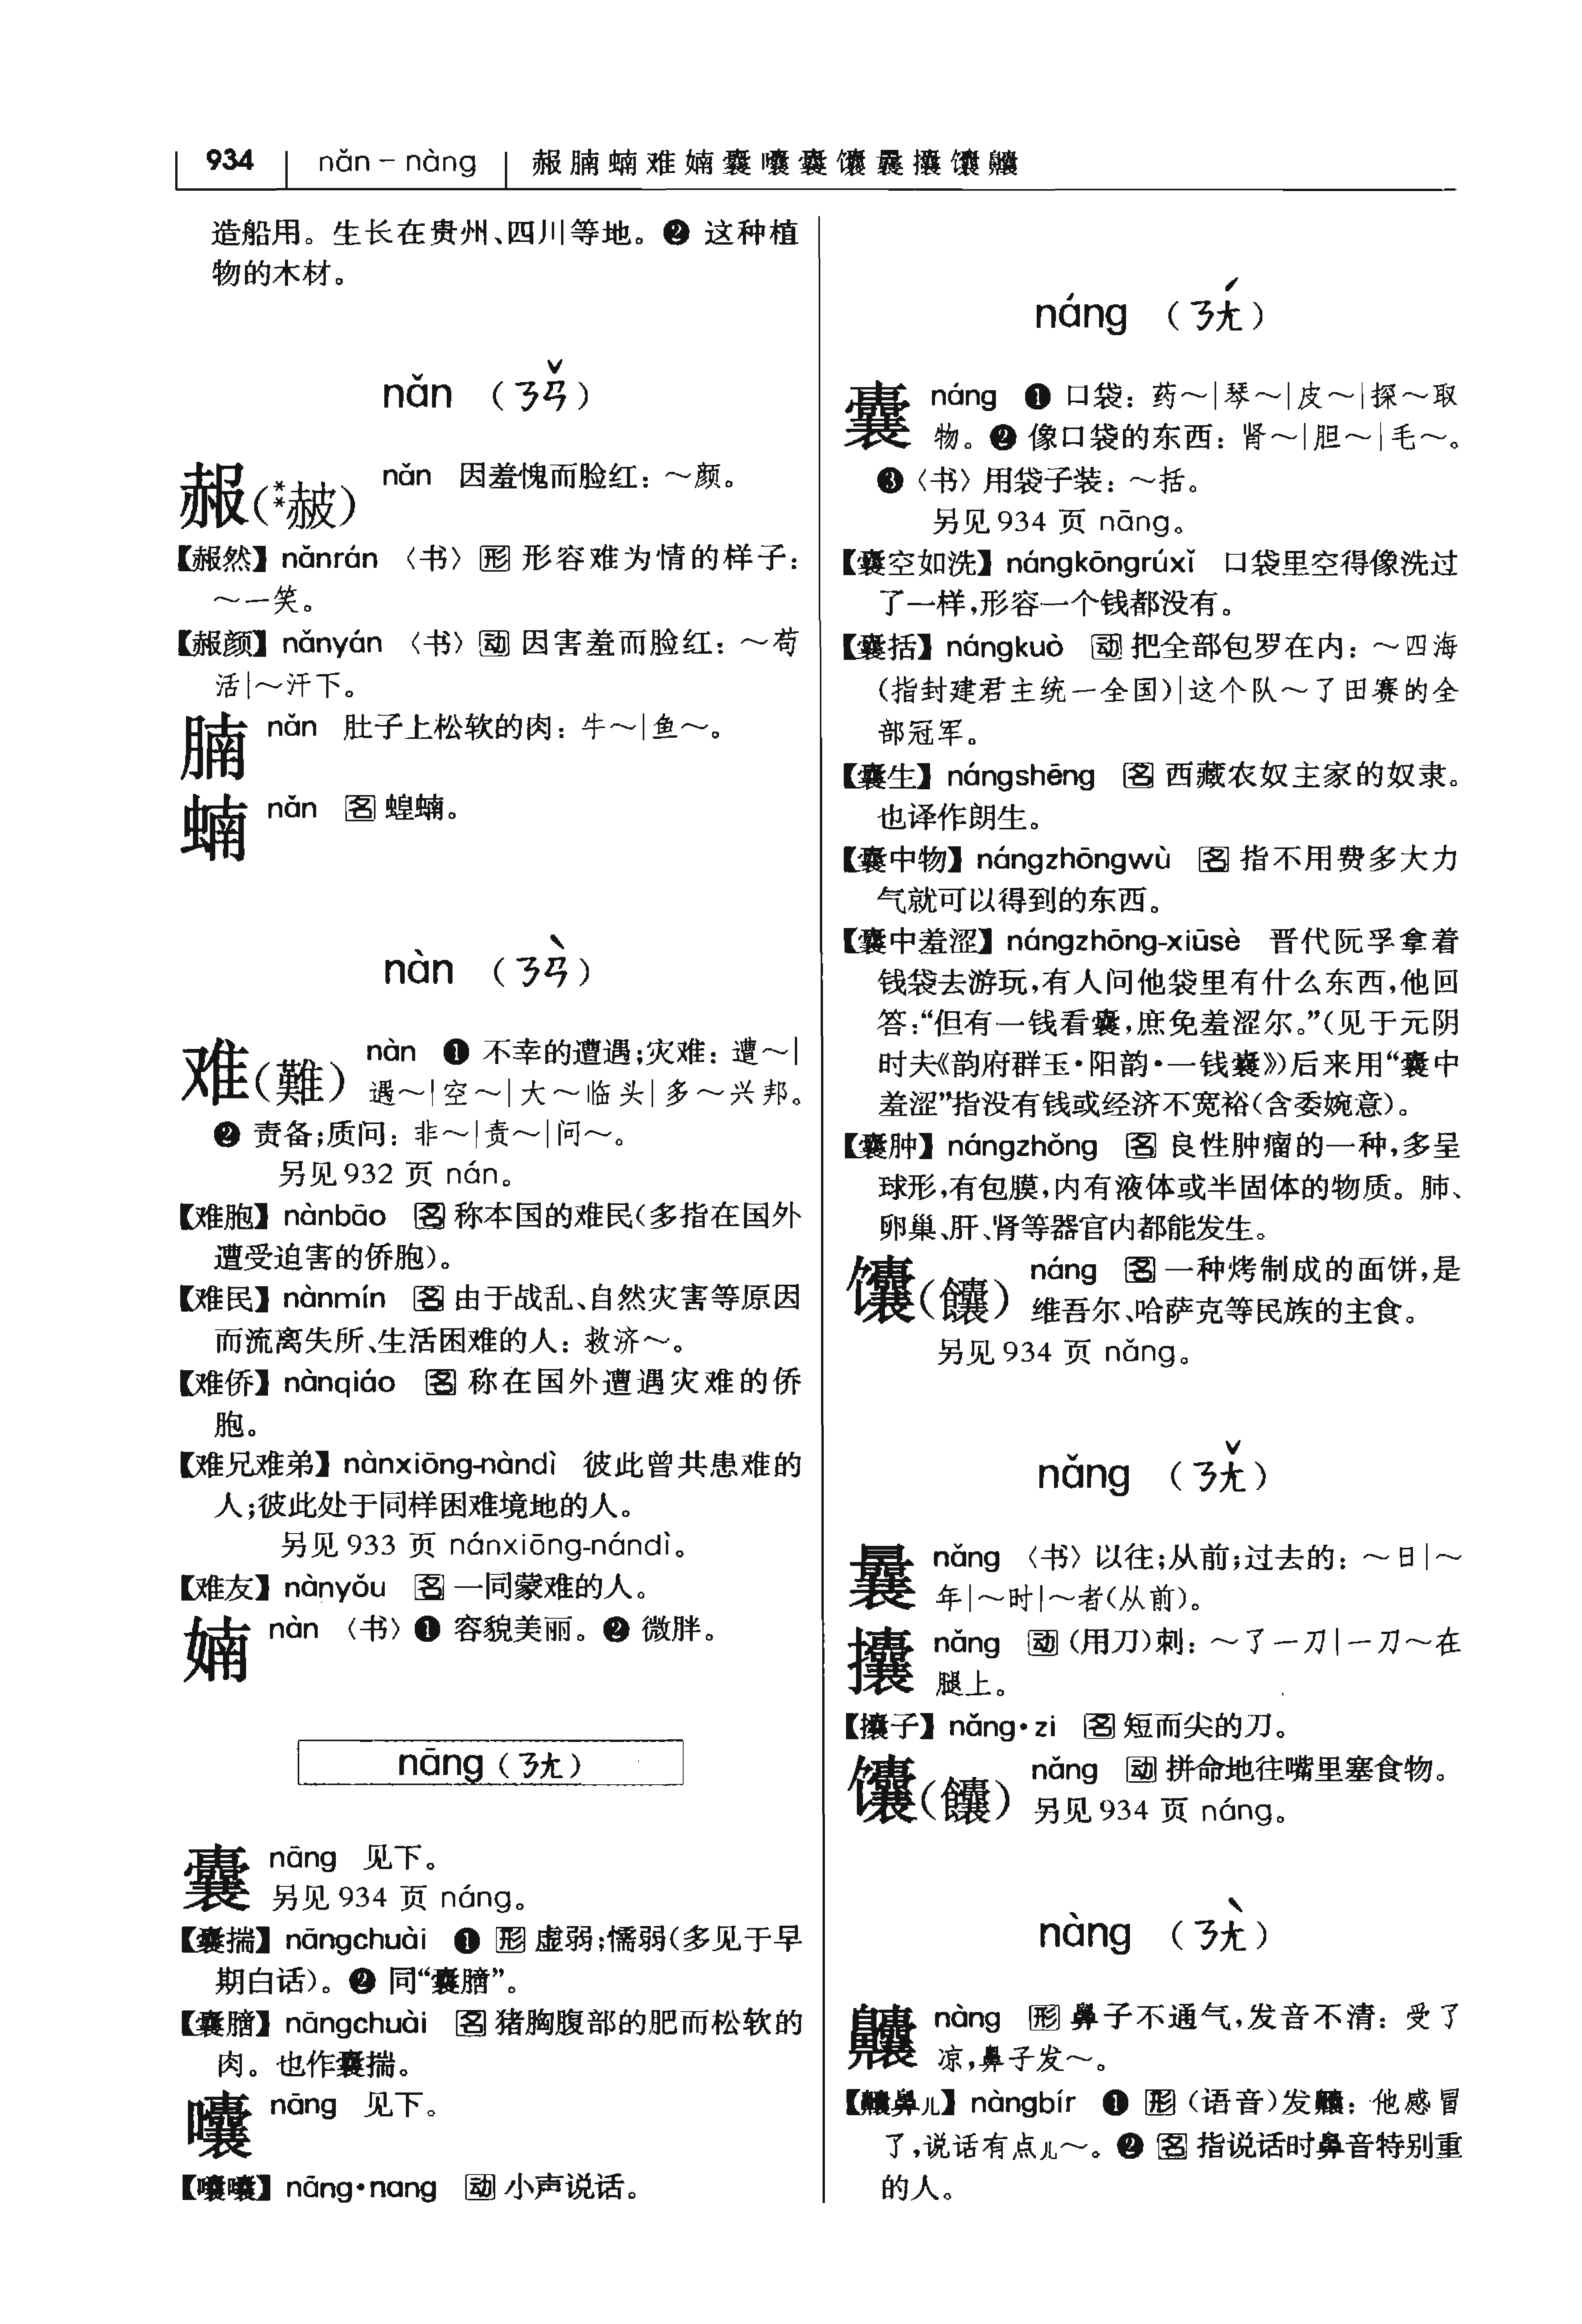 934 nǎn – nàng 赧腩蝻难婻囊囔囊馕曩攮馕齉
造船用。生长在贵州、四川等地。❷ 这种植
物的木材。
nǎn （ㄋㄢˇ）
赧(**赦) nǎn 因羞愧而脸红：～颜。
【赧然】nǎnrán 〈书〉形 形容难为情的样子：
～一笑。
【赧颜】nǎnyán 〈书〉动 因害羞而脸红：～苟
活|～汗下。
腩 nǎn 肚子上松软的肉：牛～|鱼～。
蝻 nǎn 名 蝗蝻。
nàn （ㄋㄢˋ）
难(難) nàn ❶ 不幸的遭遇；灾难：遭～|
遇～|空～|大～临头|多～兴邦。
❷ 责备；质问：非～|责～|问～。
另见932 页 nán。
【难胞】nànbāo 名 称本国的难民（多指在国外
遭受迫害的侨胞）。
【难民】nànmín 名 由于战乱、自然灾害等原因
而流离失所、生活困难的人：救济～。
【难侨】nànqiáo 名 称在国外遭遇灾难的侨
胞。
【难兄难弟】nànxiōng-nàndì 彼此曾共患难的
人；彼此处于同样困难境地的人。
另见933 页 nánxiōng-nándì。
【难友】nànyǒu 名 一同蒙难的人。
婻 nàn 〈书〉❶ 容貌美丽。❷ 微胖。
nāng（ㄋㄤ）
囊 nāng 见下。
另见934 页 náng。
【囊揣】nāngchuài ❶ 形 虚弱；懦弱（多见于早
期白话）。❷ 同“囊膪”。
【囊膪】nāngchuài 名 猪胸腹部的肥而松软的
肉。也作囊揣。
囔 nāng 见下。
【囔囔】nāng•nang 动 小声说话。
náng （ㄋㄤˊ）
囊 náng ❶ 口袋：药～|琴～|皮～|探～取
物。❷ 像口袋的东西：肾～|胆～|毛～。
❸〈书〉用袋子装：～括。
另见934 页 nāng。
【囊空如洗】nángkōngrúxǐ 口袋里空得像洗过
了一样，形容一个钱都没有。
【囊括】nángkuò 动 把全部包罗在内：～四海
（指封建君主统一全国）|这个队～了田赛的全
部冠军。
【囊生】nángshēng 名 西藏农奴主家的奴隶。
也译作朗生。
【囊中物】nángzhōngwù 名 指不用费多大力
气就可以得到的东西。
【囊中羞涩】nángzhōng-xiūsè 晋代阮孚拿着
钱袋去游玩，有人问他袋里有什么东西，他回
答：“但有一钱看囊，庶免羞涩尔。”（见于元阴
时夫《韵府群玉·阳韵·一钱囊》）后来用“囊中
羞涩”指没有钱或经济不宽裕（含委婉意）。
【囊肿】nángzhǒng 名 良性肿瘤的一种，多呈
球形，有包膜，内有液体或半固体的物质。肺、
卵巢、肝、肾等器官内都能发生。
馕(饢) náng 名 一种烤制成的面饼，是
维吾尔、哈萨克等民族的主食。
另见934 页 nǎng。
nǎng （ㄋㄤˇ）
曩 nǎng 〈书〉以往；从前；过去的：～日|～
年|～时|～者（从前）。
攮 nǎng 动 （用刀）刺：～了一刀|一刀～在
腿上。
【攮子】nǎng•zi 名 短而尖的刀。
馕(饢) nǎng 动 拼命地往嘴里塞食物。
另见934 页 náng。
nàng （ㄋㄤˋ）
齉 nàng 形 鼻子不通气，发音不清：受了
凉，鼻子发～。
【齉鼻儿】nàngbír ❶ 形 （语音）发齉：他感冒
了，说话有点儿～。❷ 名 指说话时鼻音特别重
的人。